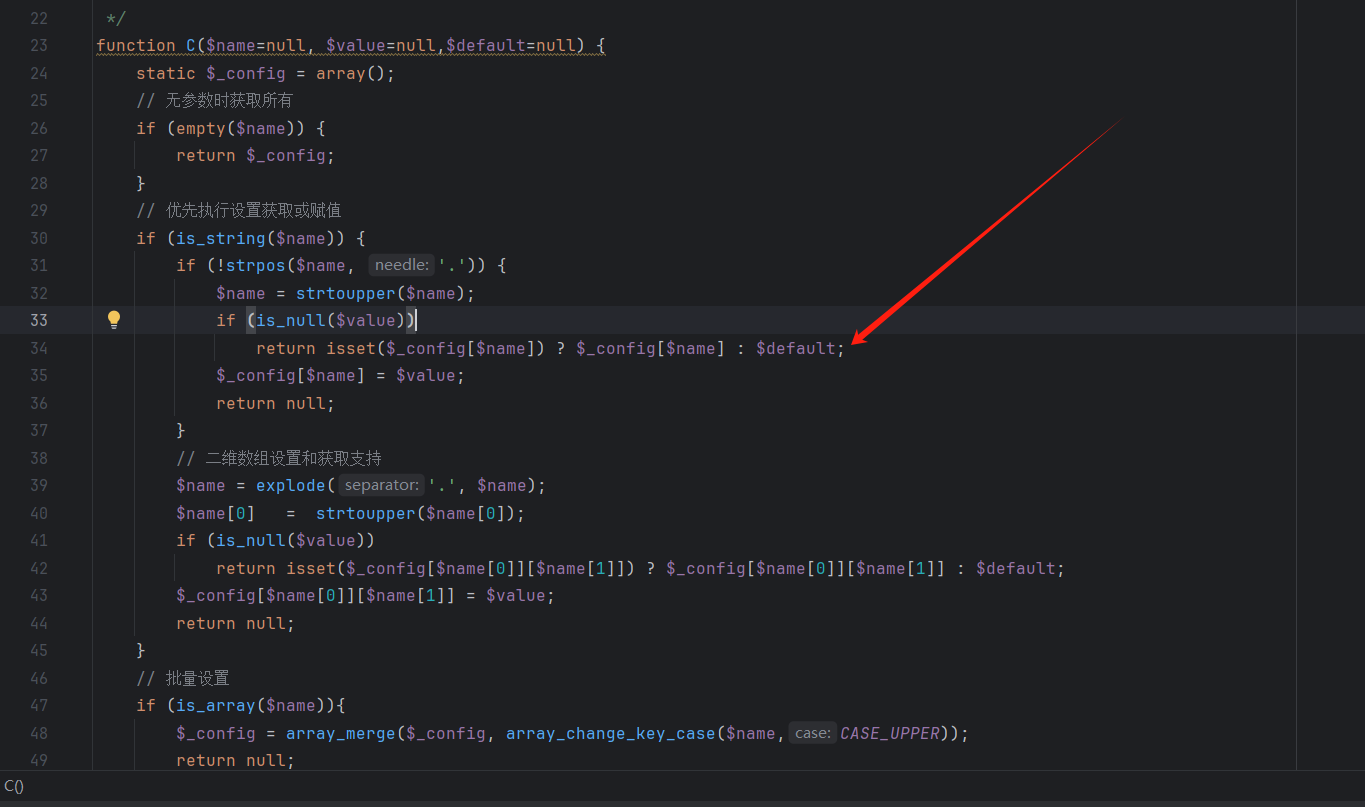 22 */
23 function C($name=null, $value=null,$default=null) {
24 static $_config = array();
25 // 无参数时获取所有
26 if (empty($name)) {
27 return $_config;
28 }
29 // 优先执行设置获取或赋值
30 if (is_string($name)) {
31 if (!strpos($name, needle: '.')) {
32 $name = strtoupper($name);
33 if (is_null($value))
34 return isset($_config[$name]) ? $_config[$name] : $default;
35 $_config[$name] = $value;
36 return null;
37 }
38 // 二维数组设置和获取支持
39 $name = explode( separator: '.', $name);
40 $name[0]   =  strtoupper($name[0]);
41 if (is_null($value))
42 return isset($_config[$name[0]][$name[1]]) ? $_config[$name[0]][$name[1]] : $default;
43 $_config[$name[0]][$name[1]] = $value;
44 return null;
45 }
46 // 批量设置
47 if (is_array($name)){
48 $_config = array_merge($_config, array_change_key_case($name, case: CASE_UPPER));
49 return null;
C()